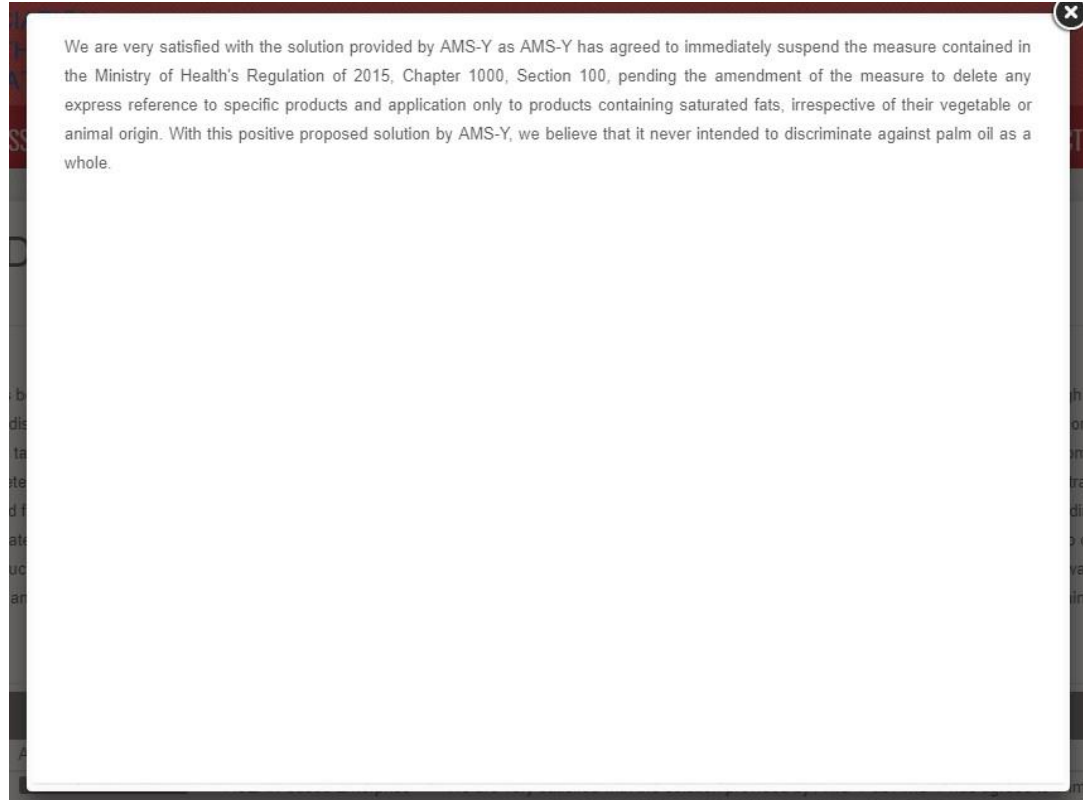 We are very satisfied with the solution provided by AMS-Y as AMS-Y has agreed to immediately suspend the measure contained in
the Ministry of Health's Regulation of 2015, Chapter 1000, Section 100, pending the amendment of the measure to delete any
express reference to specific products and application only to products containing saturated fats, irrespective of their vegetable or
animal origin. With this positive proposed solution by AMS-Y, we believe that it never intended to discriminate against palm oil as a
whole.